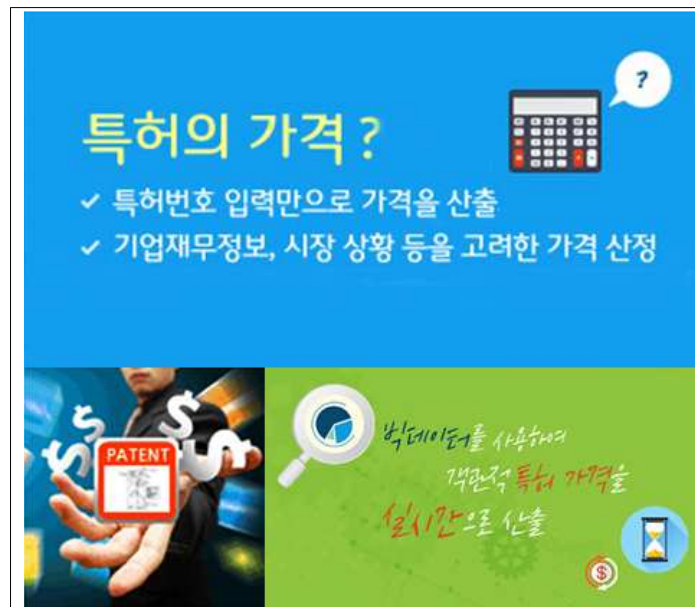 특허의 가격?
?
✓ 특허번호 입력만으로 가격을 산출
✓ 기업재무정보, 시장 상황 등을 고려한 가격 산정
PATENT
빅데이터를 사용하여
객관적 특허 가격을
실시간으로 산출